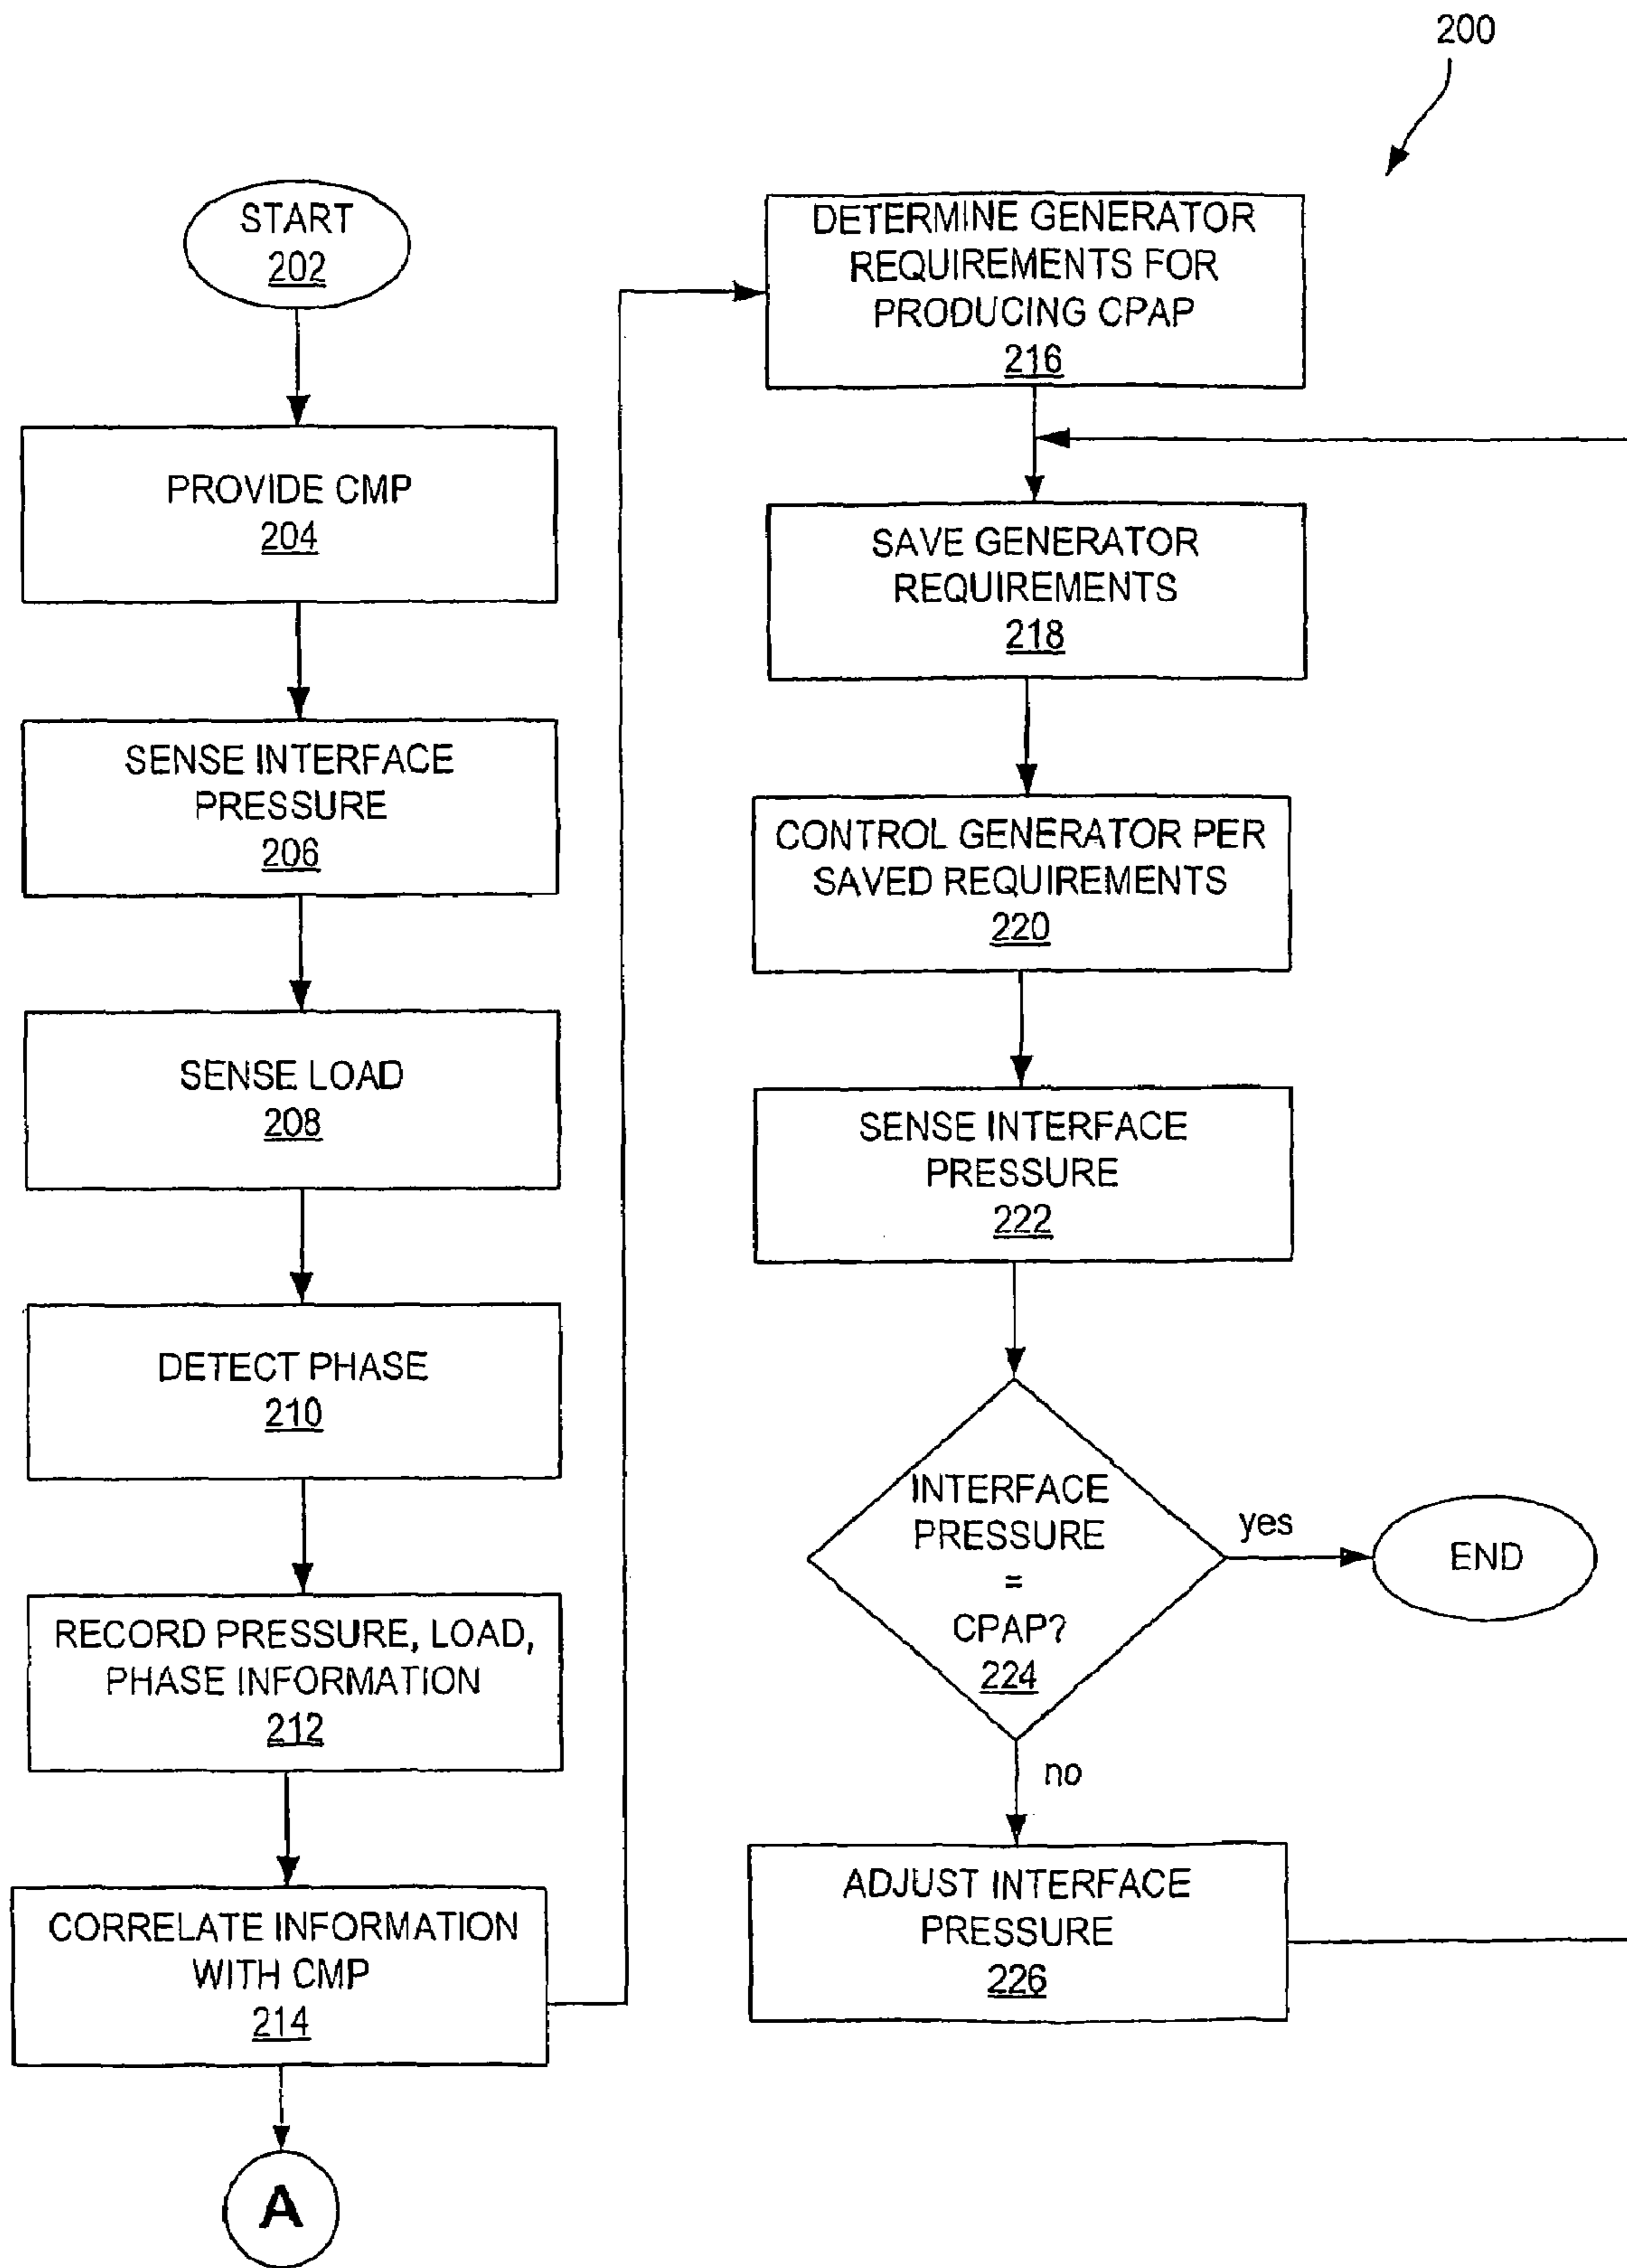 200
START
202
PROVIDE CMP
204
SENSE INTERFACE
PRESSURE
206
SENSE LOAD
208
DETECT PHASE
210
RECORD PRESSURE, LOAD,
PHASE INFORMATION
212
CORRELATE INFORMATION
WITH CMP
214
A
DETERMINE GENERATOR
REQUIREMENTS FOR
PRODUCING CPAP
216
SAVE GENERATOR
REQUIREMENTS
218
CONTROL GENERATOR PER
SAVED REQUIREMENTS
220
SENSE INTERFACE
PRESSURE
222
INTERFACE
PRESSURE
=
CPAP?
224
yes
END
no
ADJUST INTERFACE
PRESSURE
226